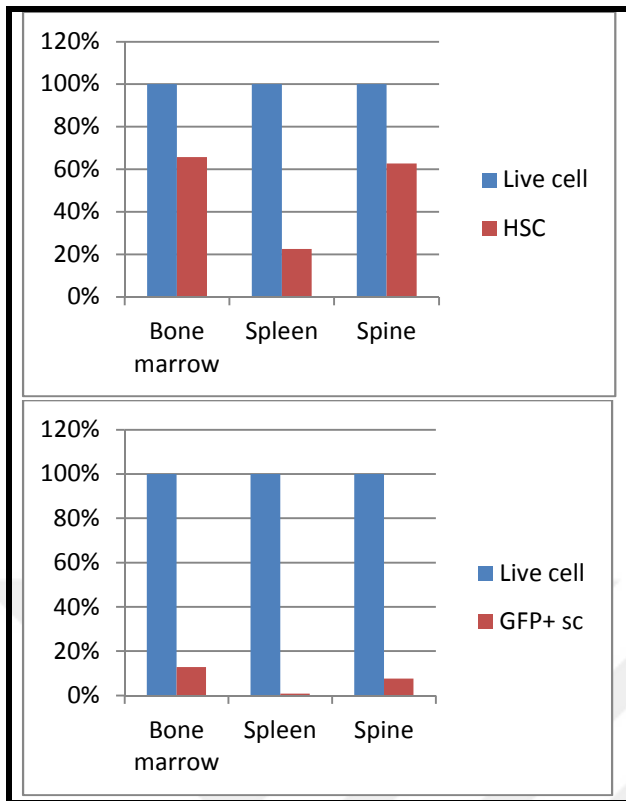 120%
100%
80%
60%
40%
20%
0%
Bone
marrow
Spleen
Spine
Live cell
HSC
120%
100%
80%
60%
40%
20%
0%
Bone
marrow
Spleen
Spine
Live cell
GFP+ sc